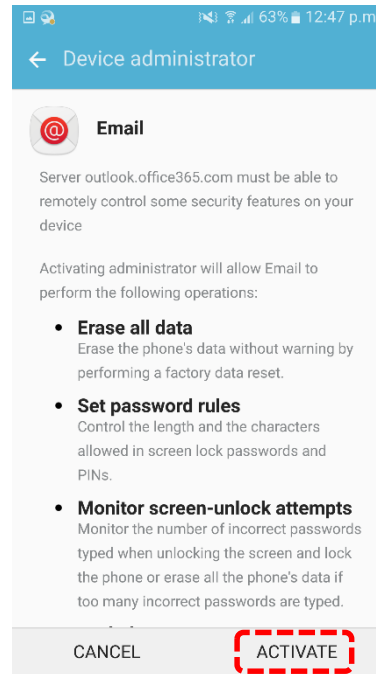 63% 12:47 p.m
Device administrator
@ Email
Server outlook.office365.com must be able to
remotely control some security features on your
device
Activating administrator will allow Email to
perform the following operations:
• Erase all data
Erase the phone's data without warning by
performing a factory data reset.
• Set password rules
Control the length and the characters
allowed in screen lock passwords and
PINs.
• Monitor screen-unlock attempts
Monitor the number of incorrect passwords
typed when unlocking the screen and lock
the phone or erase all the phone's data if
too many incorrect passwords are typed.
CANCEL ACTIVATE